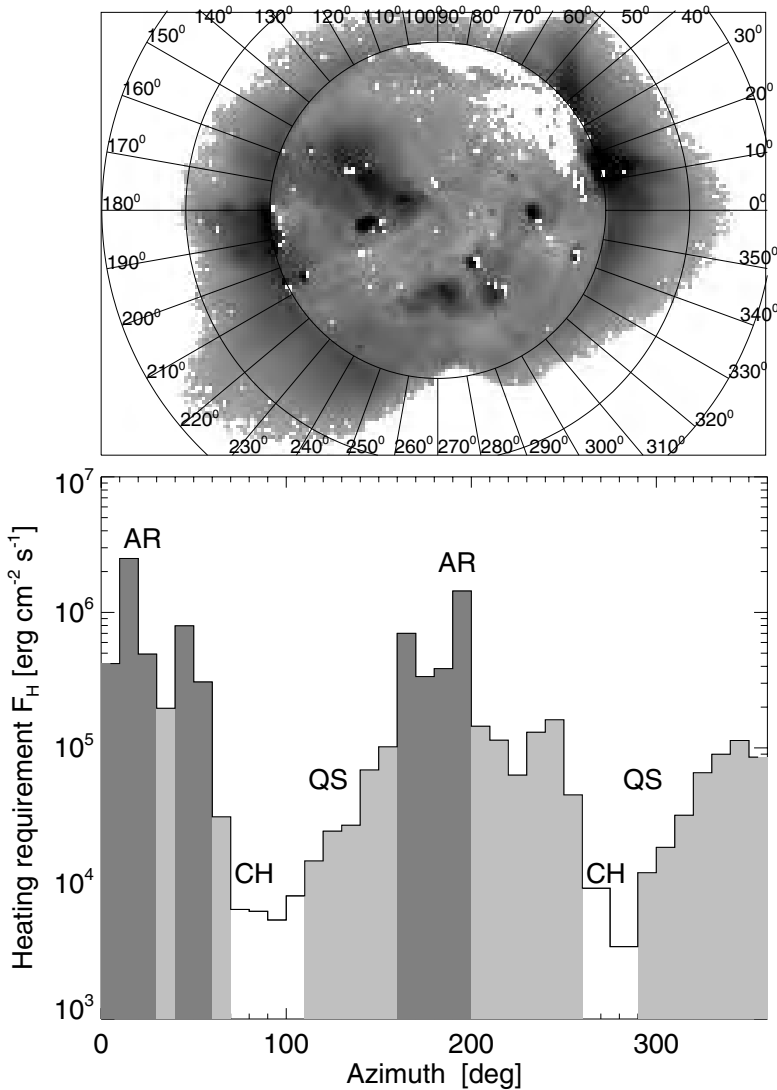 140⁰ 130⁰ 120⁰ 110⁰ 100⁰ 90⁰ 80⁰ 70⁰ 60⁰ 50⁰ 40⁰
150⁰ 30⁰
160⁰ 20⁰
170⁰ 10⁰
180⁰ 0⁰
190⁰ 350⁰
200⁰ 340⁰
210⁰ 330⁰
220⁰ 320⁰
230⁰ 240⁰ 250⁰ 260⁰ 270⁰ 280⁰ 290⁰ 300⁰ 310⁰
Heating requirement F_H [erg cm⁻² s⁻¹]
10⁷
10⁶
10⁵
10⁴
10³
AR
AR
QS
QS
CH
CH
0 100 200 300
Azimuth [deg]